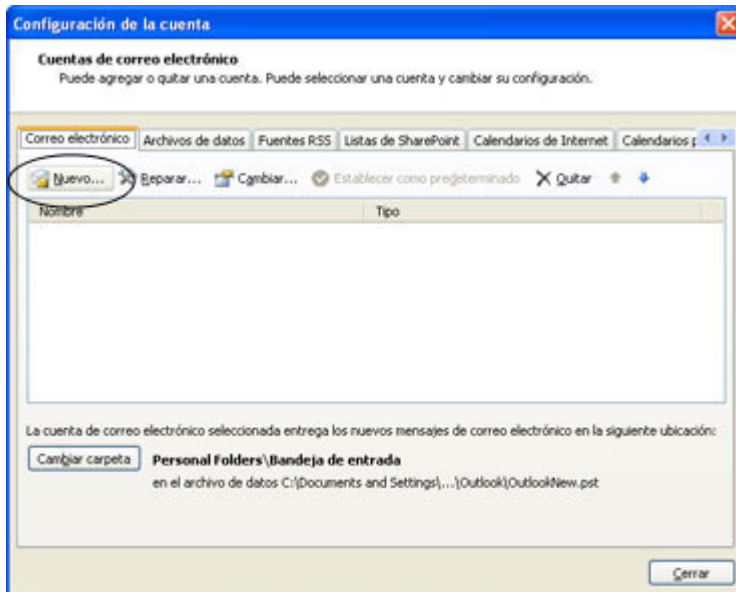 Configuración de la cuenta
Cuentas de correo electrónico
Puede agregar o quitar una cuenta. Puede seleccionar una cuenta y cambiar su configuración.
Correo electrónico Archivos de datos Fuentes RSS Listas de SharePoint Calendarios de Internet Calendarios p
Nuevo... Reparar... Cambiar... Establecer como predeterminado Quitar
Nombre Tipo
La cuenta de correo electrónico seleccionada entrega los nuevos mensajes de correo electrónico en la siguiente ubicación:
Cambiar carpeta Personal Folders\Bandeja de entrada
en el archivo de datos C:\Documents and Settings\...\Outlook\OutlookNew.pst
Cerrar